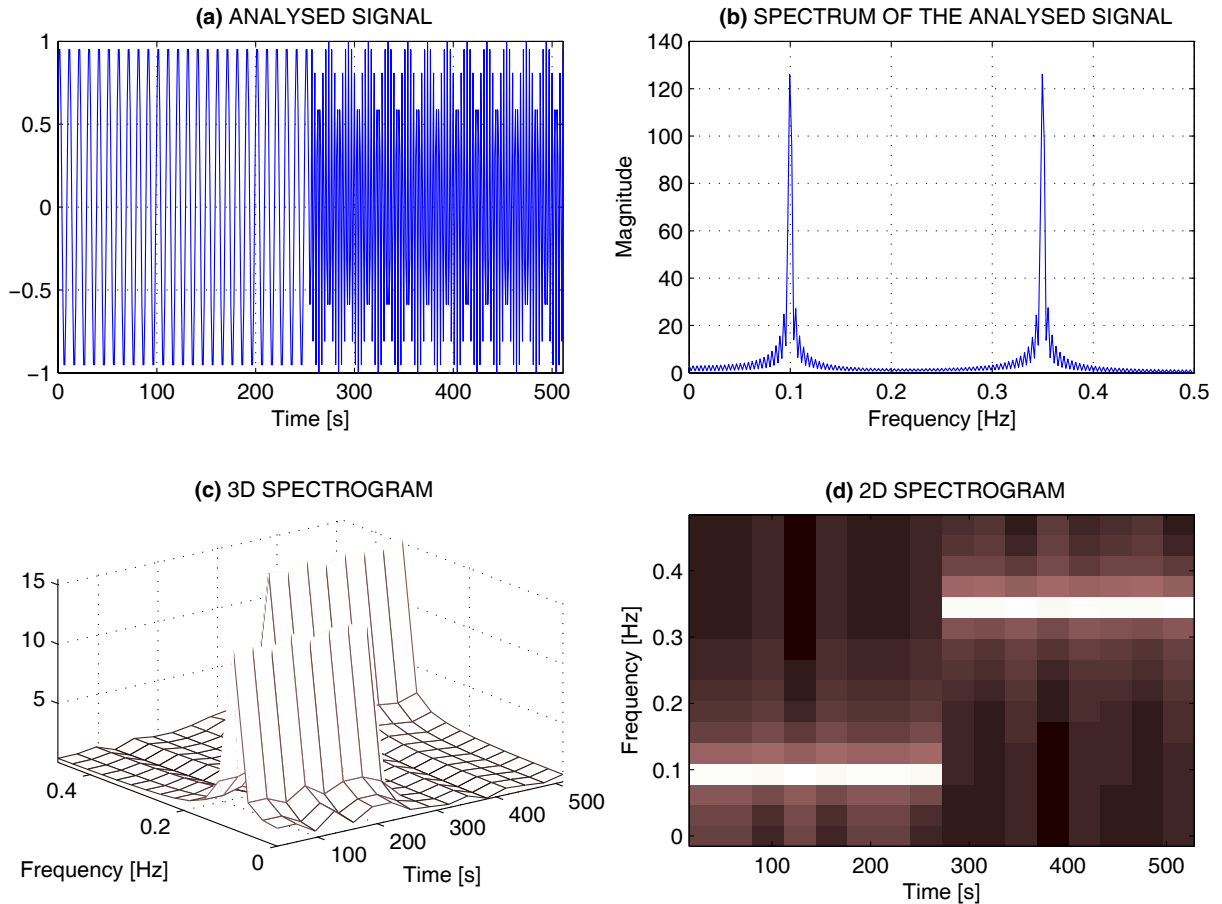 (a) ANALYSED SIGNAL
1
0.5
0
−0.5
−1
0 100 200 300 400 500
Time [s]
(b) SPECTRUM OF THE ANALYSED SIGNAL
140
120
100
80
60
40
20
0
Magnitude
0 0.1 0.2 0.3 0.4 0.5
Frequency [Hz]
(c) 3D SPECTROGRAM
15
10
5
0.4
0.2
0
Frequency [Hz]
100
200
300
400
500
Time [s]
(d) 2D SPECTROGRAM
0.4
0.3
0.2
0.1
0
Frequency [Hz]
100 200 300 400 500
Time [s]